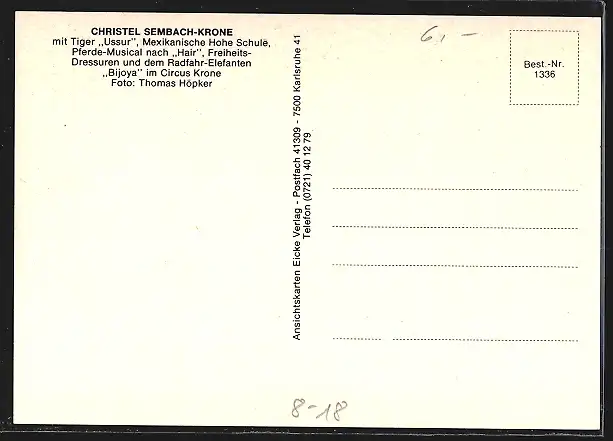 CHRISTEL SEMBACH-KRONE
mit Tiger „Ussur”, Mexikanische Hohe Schule,
Pferde-Musical nach „Hair”, Freiheits-
Dressuren und dem Radfahr-Elefanten
„Bijoya” im Circus Krone
Foto: Thomas Höpker
Ansichtskarten Eicke Verlag - Postfach 41309 - 7500 Karlsruhe 41
Telefon (0721) 40 12 79
6,-
Best.-Nr.
1336
8-18